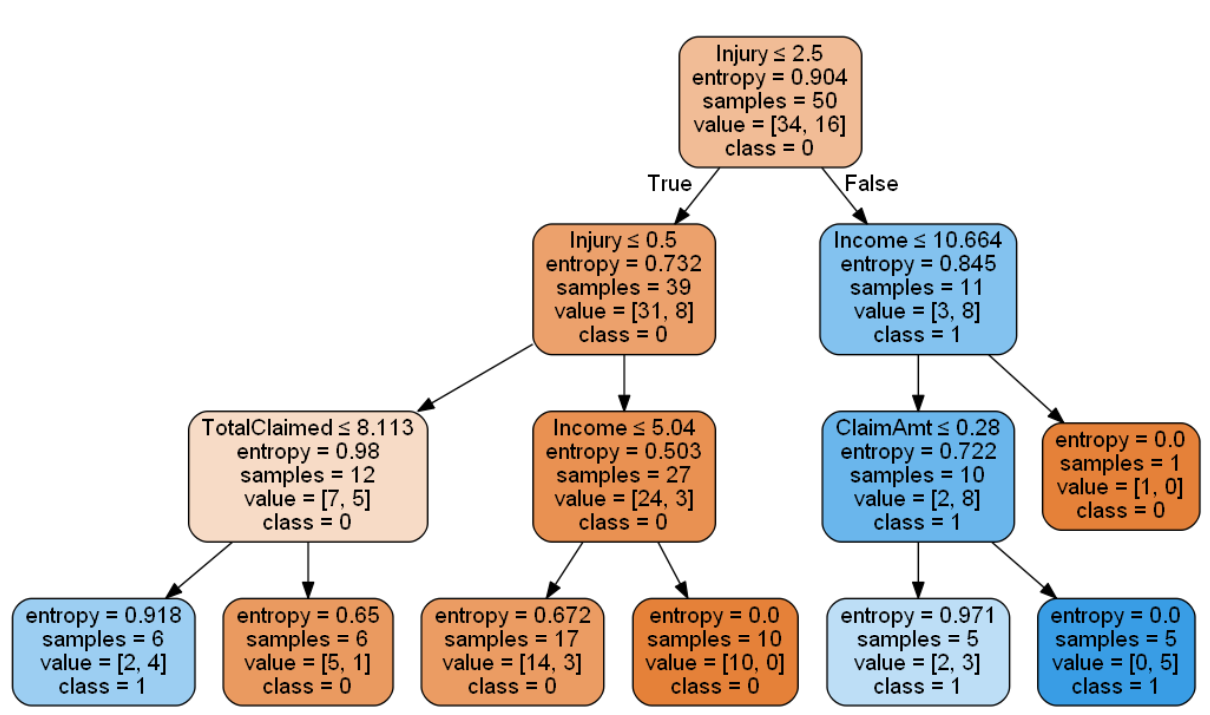 Injury ≤ 2.5
entropy = 0.904
samples = 50
value = [34, 16]
class = 0
True
False
Injury ≤ 0.5
entropy = 0.732
samples = 39
value = [31, 8]
class = 0
Income ≤ 10.664
entropy = 0.845
samples = 11
value = [3, 8]
class = 1
TotalClaimed ≤ 8.113
entropy = 0.98
samples = 12
value = [7, 5]
class = 0
Income ≤ 5.04
entropy = 0.503
samples = 27
value = [24, 3]
class = 0
ClaimAmt ≤ 0.28
entropy = 0.722
samples = 10
value = [2, 8]
class = 1
entropy = 0.0
samples = 1
value = [1, 0]
class = 0
entropy = 0.918
samples = 6
value = [2, 4]
class = 1
entropy = 0.65
samples = 6
value = [5, 1]
class = 0
entropy = 0.672
samples = 17
value = [14, 3]
class = 0
entropy = 0.0
samples = 10
value = [10, 0]
class = 0
entropy = 0.971
samples = 5
value = [2, 3]
class = 1
entropy = 0.0
samples = 5
value = [0, 5]
class = 1